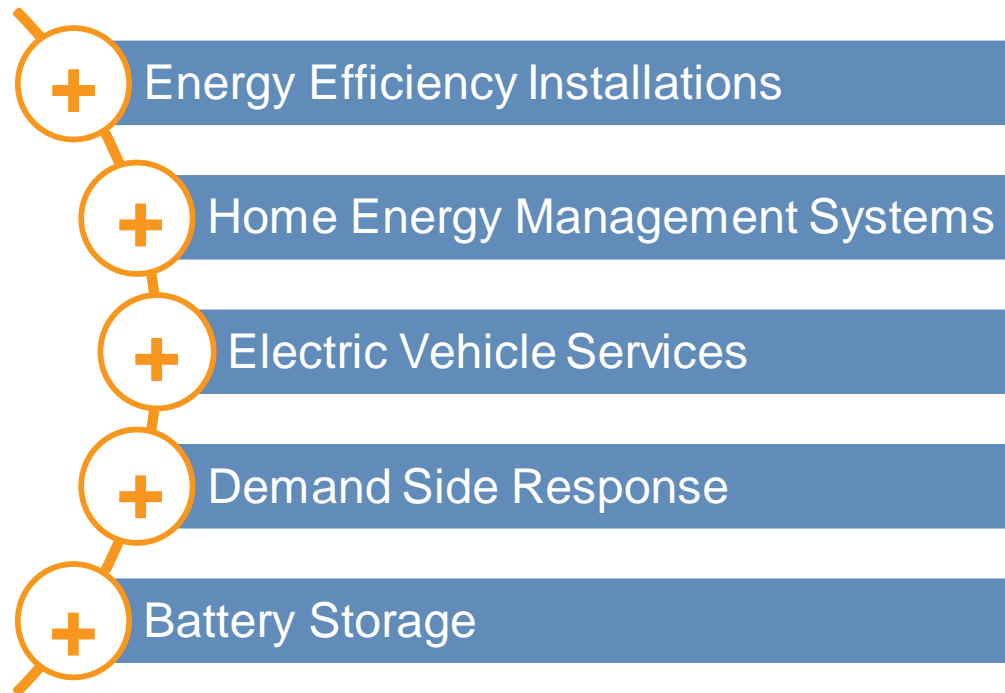 + Energy Efficiency Installations
+ Home Energy Management Systems
+ Electric Vehicle Services
+ Demand Side Response
+ Battery Storage